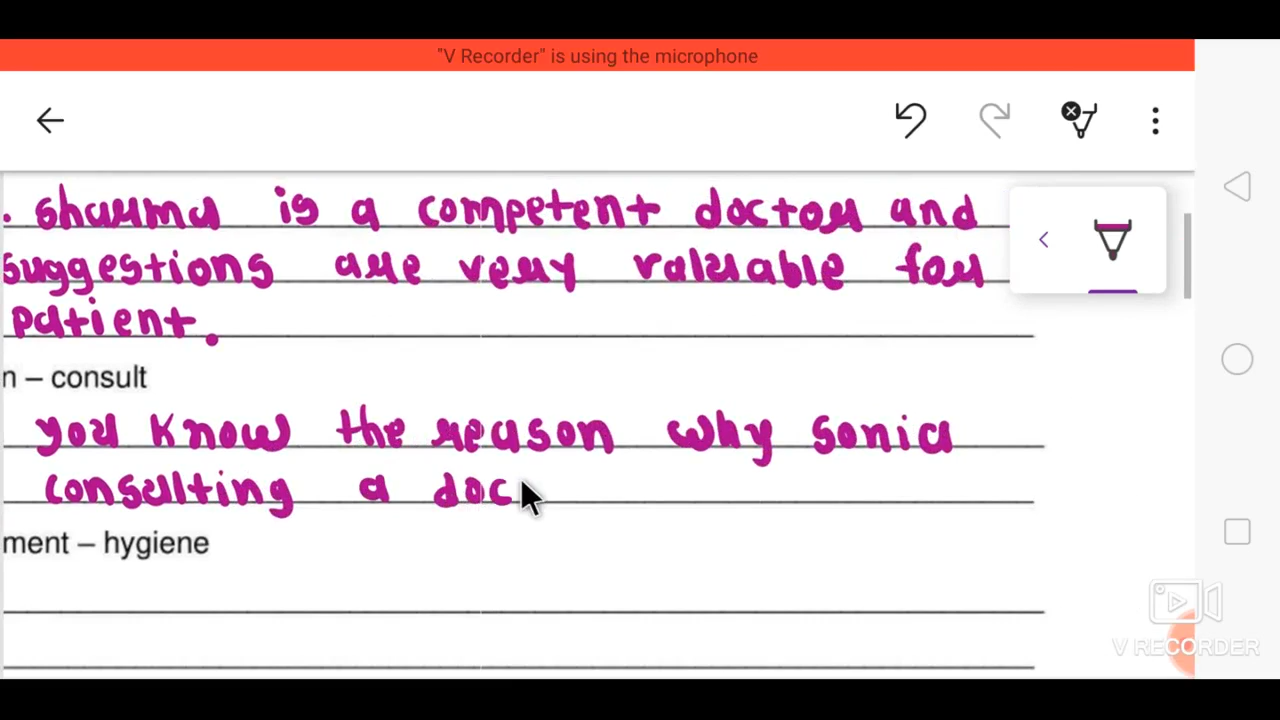 "V Recorder" is using the microphone
. Sharma is a competent doctor and
suggestions are very valuable for
patient.
n – consult
you know the reason why Sonia
consulting a doc
ment – hygiene
V RECORDER